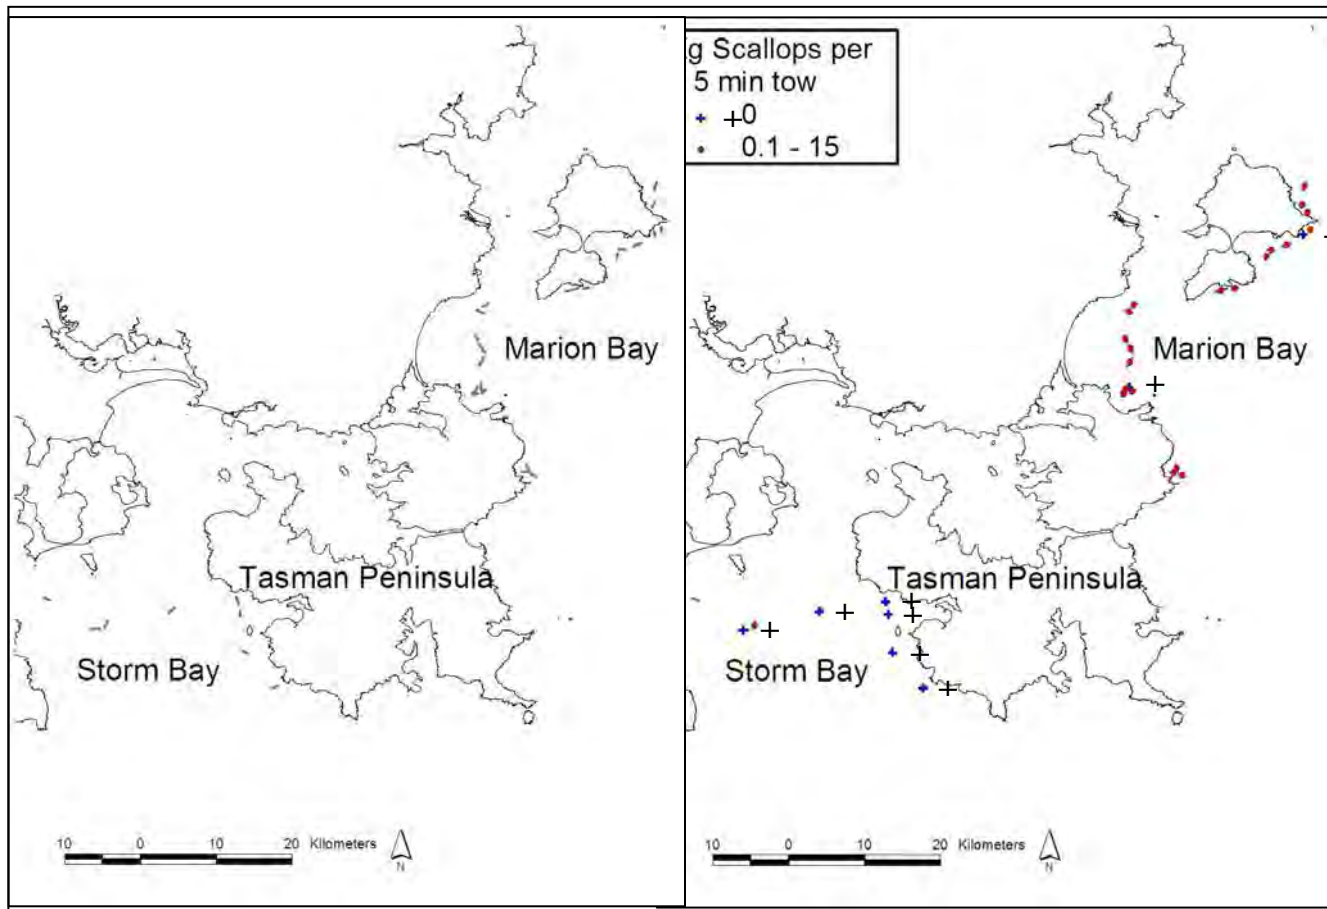 Marion Bay
Tasman Peninsula
Storm Bay
10 0 10 20 Kilometers
N
g Scallops per
5 min tow
0
0.1 - 15
Marion Bay
Tasman Peninsula
Storm Bay
10 0 10 20 Kilometers
N